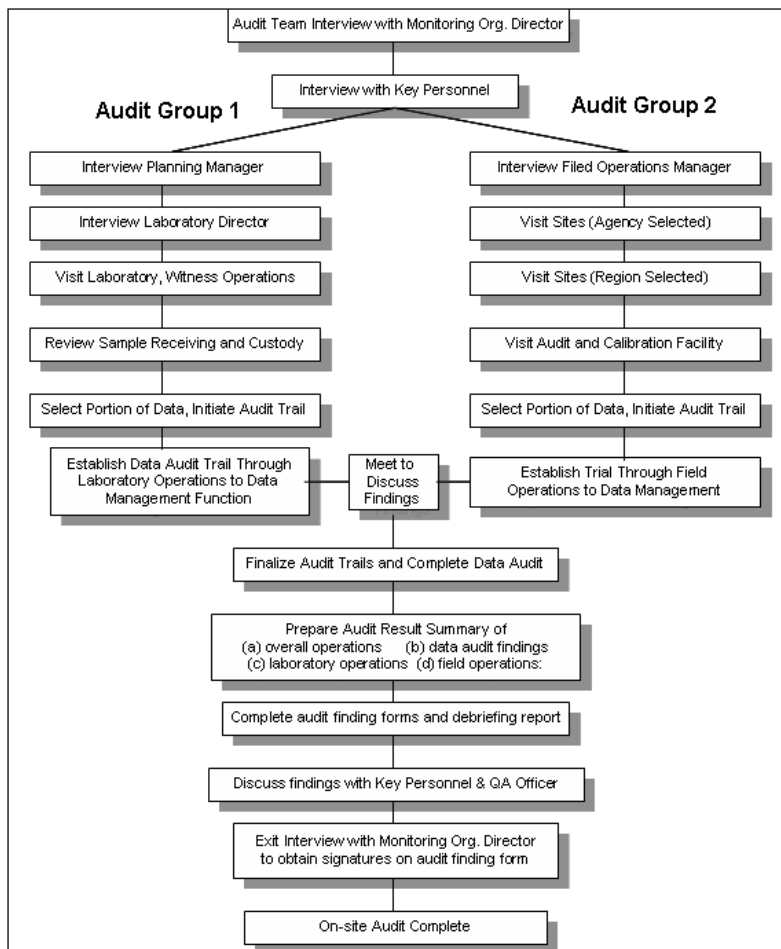 Audit Team Interview with Monitoring Org. Director
Interview with Key Personnel
Audit Group 1
Audit Group 2
Interview Planning Manager
Interview Laboratory Director
Visit Laboratory, Witness Operations
Review Sample Receiving and Custody
Select Portion of Data, Initiate Audit Trail
Establish Data Audit Trail Through
Laboratory Operations to Data
Management Function
Interview Filed Operations Manager
Visit Sites (Agency Selected)
Visit Sites (Region Selected)
Visit Audit and Calibration Facility
Select Portion of Data, Initiate Audit Trail
Establish Trial Through Field
Operations to Data Management
Meet to
Discuss
Findings
Finalize Audit Trails and Complete Data Audit
Prepare Audit Result Summary of
(a) overall operations (b) data audit findings
(c) laboratory operations (d) field operations:
Complete audit finding forms and debriefing report
Discuss findings with Key Personnel & QA Officer
Exit Interview with Monitoring Org. Director
to obtain signatures on audit finding form
On-site Audit Complete